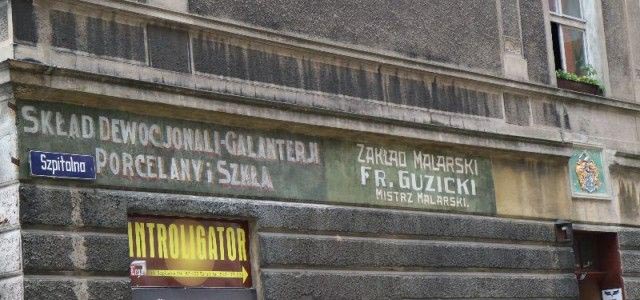 SKŁAD DEWOCJONALI-GALANTERJI
PORCELANY i SZKŁA
Szpitalna
ZAKŁAD MALARSKI
FR. GUZICKI
MISTRZ MALARSKI.
INTROLIGATOR